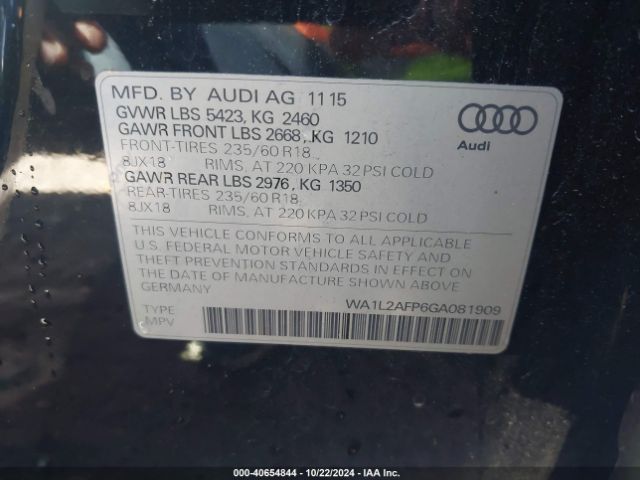 MFD. BY AUDI AG 11 15
GVWR LBS 5423, KG 2460
GAWR FRONT LBS 2668, KG 1210
FRONT-TIRES 235/60 R18
8JX18 RIMS, AT 220 KPA 32 PSI COLD
GAWR REAR LBS 2976, KG 1350
REAR-TIRES 235/60 R18
8JX18 RIMS, AT 220 KPA 32 PSI COLD
Audi
THIS VEHICLE CONFORMS TO ALL APPLICABLE
U.S. FEDERAL MOTOR VEHICLE SAFETY AND
THEFT PREVENTION STANDARDS IN EFFECT ON
THE DATE OF MANUFACTURE SHOWN ABOVE
GERMANY
WA1L2AFP6GA081909
TYPE
MPV
000-40654844 - 10/22/2024 - IAA Inc.